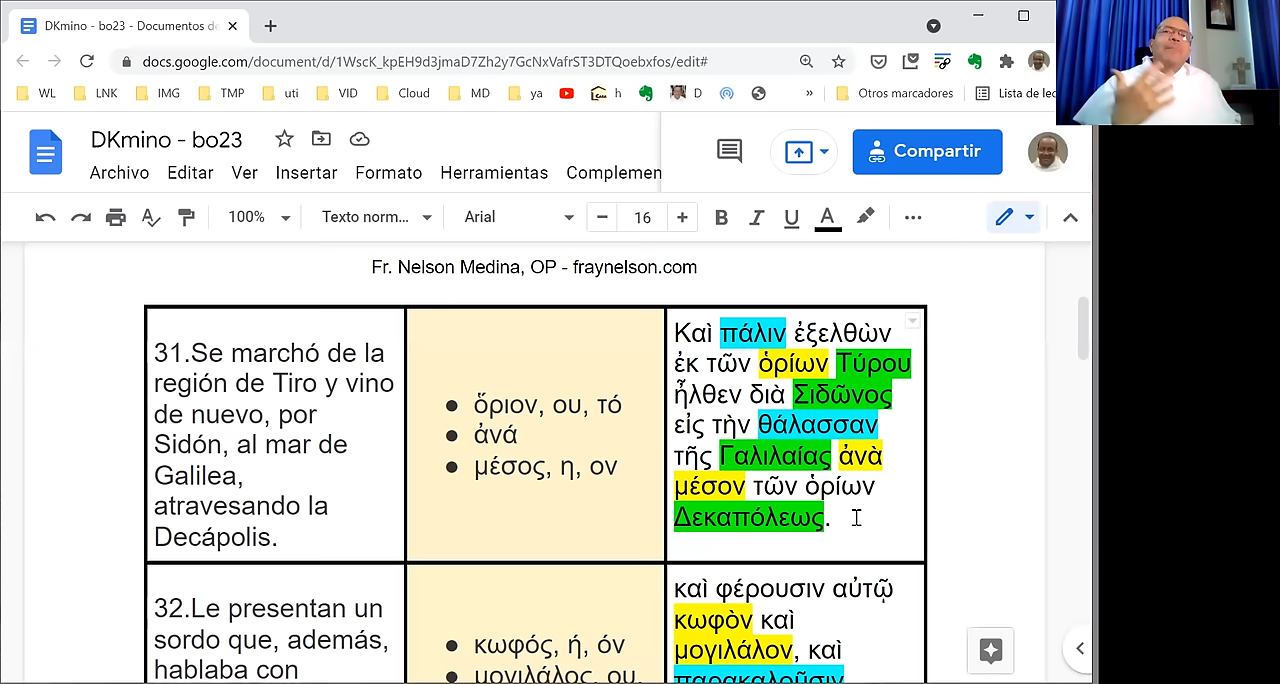 DKmino - bo23 - Documentos de
docs.google.com/document/d/1WscK_kpEH9d3jmaD7Zh2y7GcNxVafrST3DTQoebxfos/edit#
WL LNK IMG TMP uti VID Cloud MD ya h D » Otros marcadores Lista de lec
DKmino - bo23
Archivo Editar Ver Insertar Formato Herramientas Complemen
Compartir
100% Texto norm... Arial 16 B I U A
Fr. Nelson Medina, OP - fraynelson.com
31.Se marchó de la
región de Tiro y vino
de nuevo, por
Sidón, al mar de
Galilea,
atravesando la
Decápolis.
● ὅριον, ου, τό
● ἀνά
● μέσος, η, ον
Καὶ πάλιν ἐξελθὼν
ἐκ τῶν ὁρίων Τύρου
ἦλθεν διὰ Σιδῶνος
εἰς τὴν θάλασσαν
τῆς Γαλιλαίας ἀνὰ
μέσον τῶν ὁρίων
Δεκαπόλεως.
32.Le presentan un
sordo que, además,
hablaba con
● κωφός, ή, όν
● μογιλάλος, ου,
καὶ φέρουσιν αὐτῷ
κωφὸν καὶ
μογιλάλον, καὶ
παρακαλοῦσιν